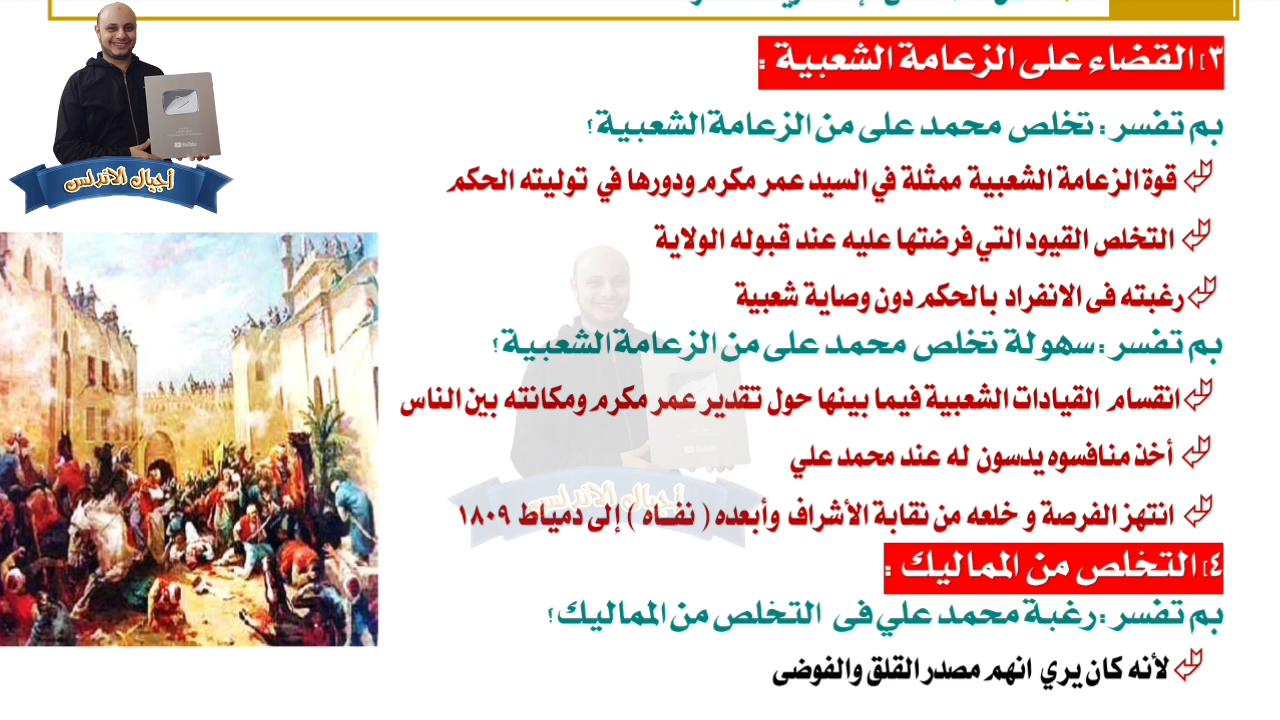 ٣] القضاء على الزعامة الشعبية :
بم تفسر : تخلص محمد على من الزعامة الشعبية؟
قوة الزعامة الشعبية ممثلة في السيد عمر مكرم ودورها في توليته الحكم
التخلص القيود التي فرضتها عليه عند قبوله الولاية
رغبته فى الانفراد بالحكم دون وصاية شعبية
بم تفسر : سهولة تخلص محمد على من الزعامة الشعبية؟
انقسام القيادات الشعبية فيما بينها حول تقدير عمر مكرم ومكانته بين الناس
أخذ منافسوه يدسون له عند محمد علي
انتهز الفرصة و خلعه من نقابة الأشراف وأبعده ( نفاه ) إلى دمياط ١٨٠٩
٤] التخلص من المماليك :
بم تفسر : رغبة محمد علي فى التخلص من المماليك؟
لأنه كان يري انهم مصدر القلق والفوضى
أجيال الاندلس
YouTube
أجيال الاندلس